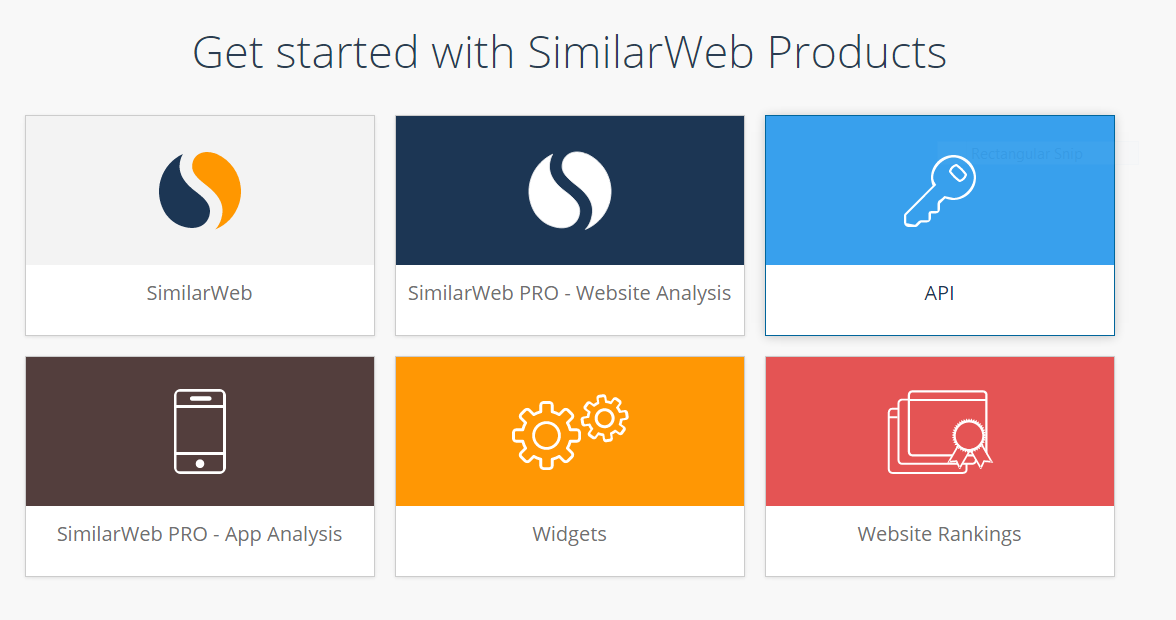 Get started with SimilarWeb Products
Rectangular Snip
SimilarWeb
SimilarWeb PRO - Website Analysis
API
SimilarWeb PRO - App Analysis
Widgets
Website Rankings